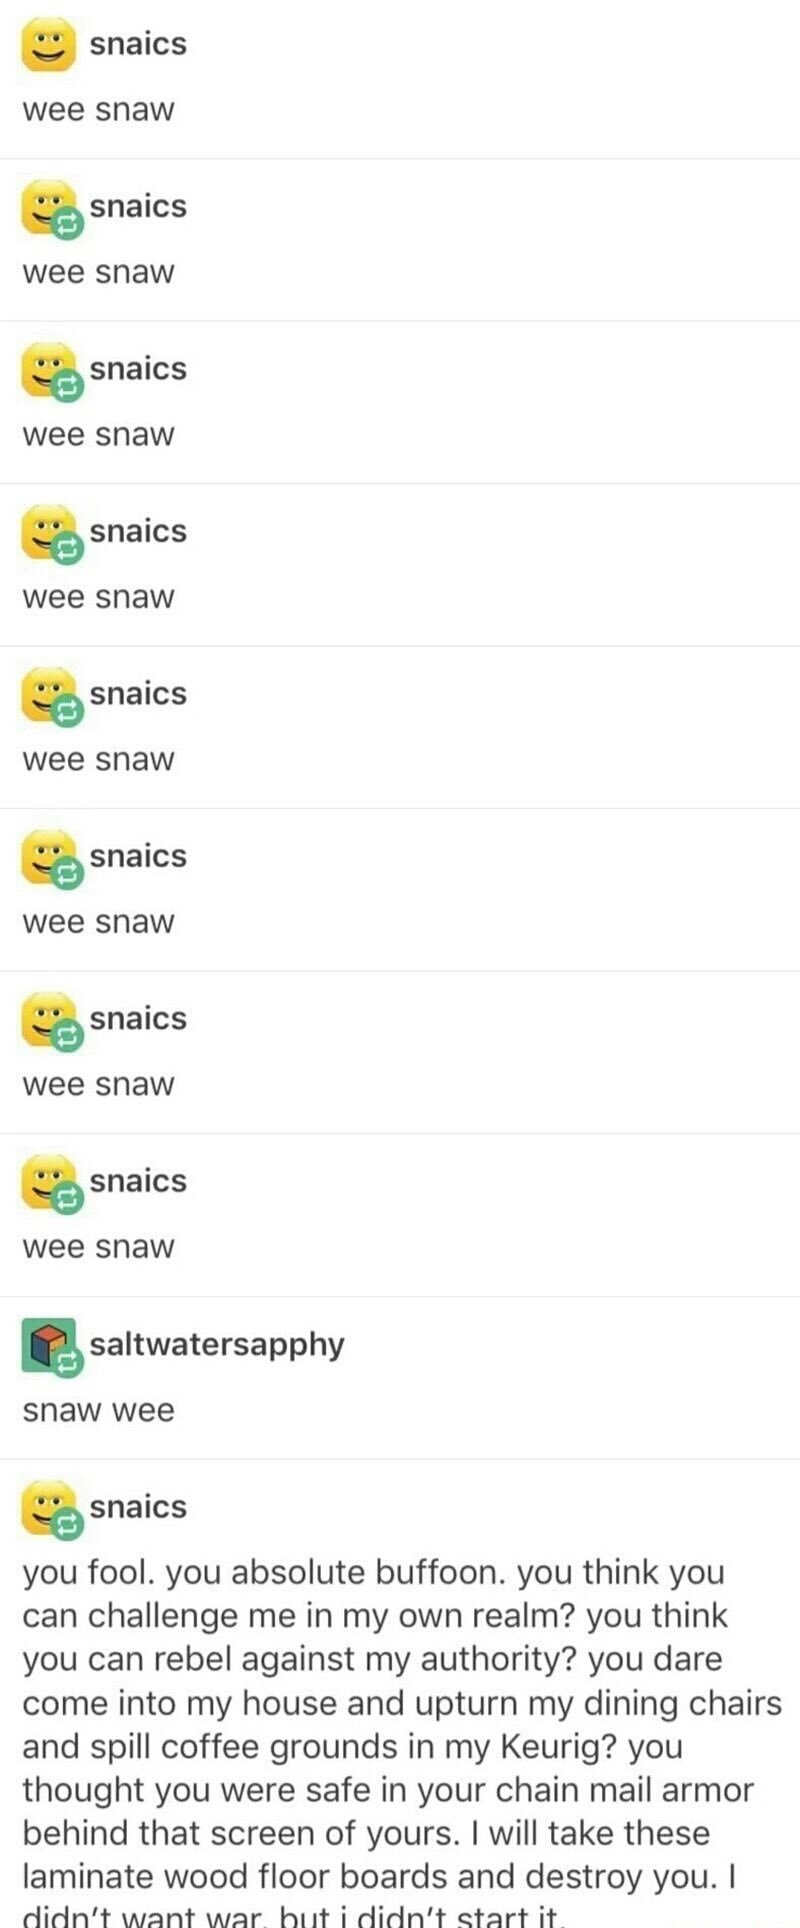 snaics
wee snaw
snaics
wee snaw
snaics
wee snaw
snaics
wee snaw
snaics
wee snaw
snaics
wee snaw
snaics
wee snaw
snaics
wee snaw
saltwatersapphy
snaw wee
snaics
you fool. you absolute buffoon. you think you
can challenge me in my own realm? you think
you can rebel against my authority? you dare
come into my house and upturn my dining chairs
and spill coffee grounds in my Keurig? you
thought you were safe in your chain mail armor
behind that screen of yours. I will take these
laminate wood floor boards and destroy you. I
didn't want war. but i didn't start it.